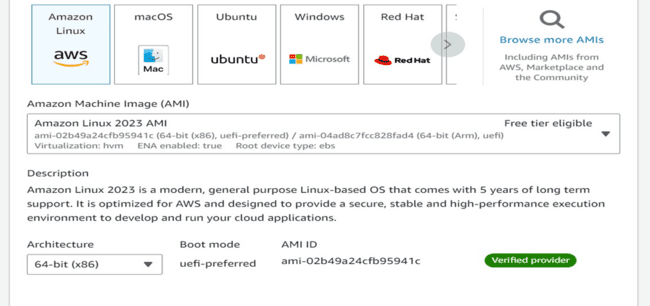 Amazon Linux
macOS
Ubuntu
Windows
Red Hat
aws
Mac
ubuntu
Microsoft
Red Hat
Browse more AMIs
Including AMIs from
AWS, Marketplace and
the Community
Amazon Machine Image (AMI)
Amazon Linux 2023 AMI
Free tier eligible
ami-02b49a24cfb95941c (64-bit (x86), uefi-preferred) / ami-04ad8c7fcc828fad4 (64-bit (Arm), uefi)
Virtualization: hvm ENA enabled: true Root device type: ebs
Description
Amazon Linux 2023 is a modern, general purpose Linux-based OS that comes with 5 years of long term
support. It is optimized for AWS and designed to provide a secure, stable and high-performance execution
environment to develop and run your cloud applications.
Architecture
Boot mode
AMI ID
64-bit (x86)
uefi-preferred
ami-02b49a24cfb95941c
Verified provider